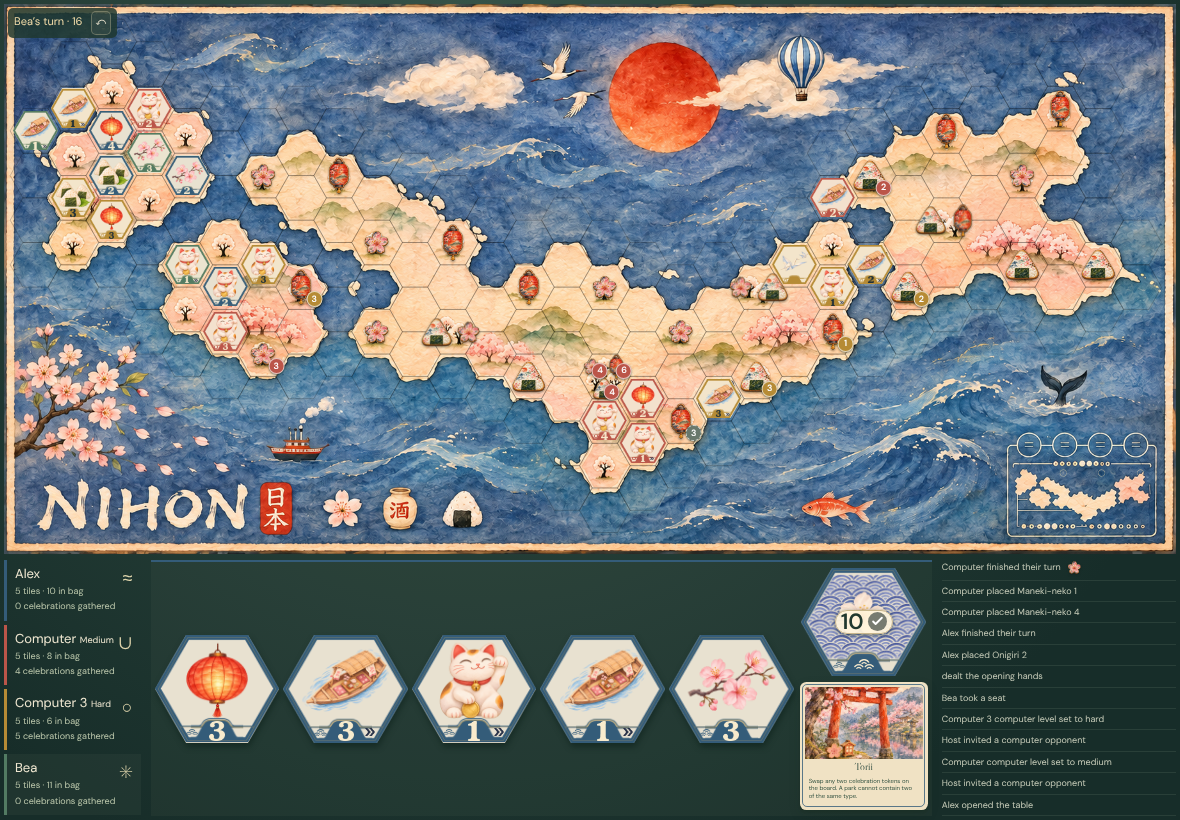 Bea's turn · 16
NIHON
日本
酒
Alex
5 tiles · 10 in bag
0 celebrations gathered
Computer Medium
5 tiles · 8 in bag
4 celebrations gathered
Computer 3 Hard
5 tiles · 6 in bag
5 celebrations gathered
Bea
5 tiles · 11 in bag
0 celebrations gathered
3
3
1
1
3
10
Torii
Swap any two celebration tokens on
the board. A park cannot contain two
of the same type.
Computer finished their turn
Computer placed Maneki-neko 1
Computer placed Maneki-neko 4
Alex finished their turn
Alex placed Onigiri 2
dealt the opening hands
Bea took a seat
Computer 3 computer level set to hard
Host invited a computer opponent
Computer computer level set to medium
Host invited a computer opponent
Alex opened the table